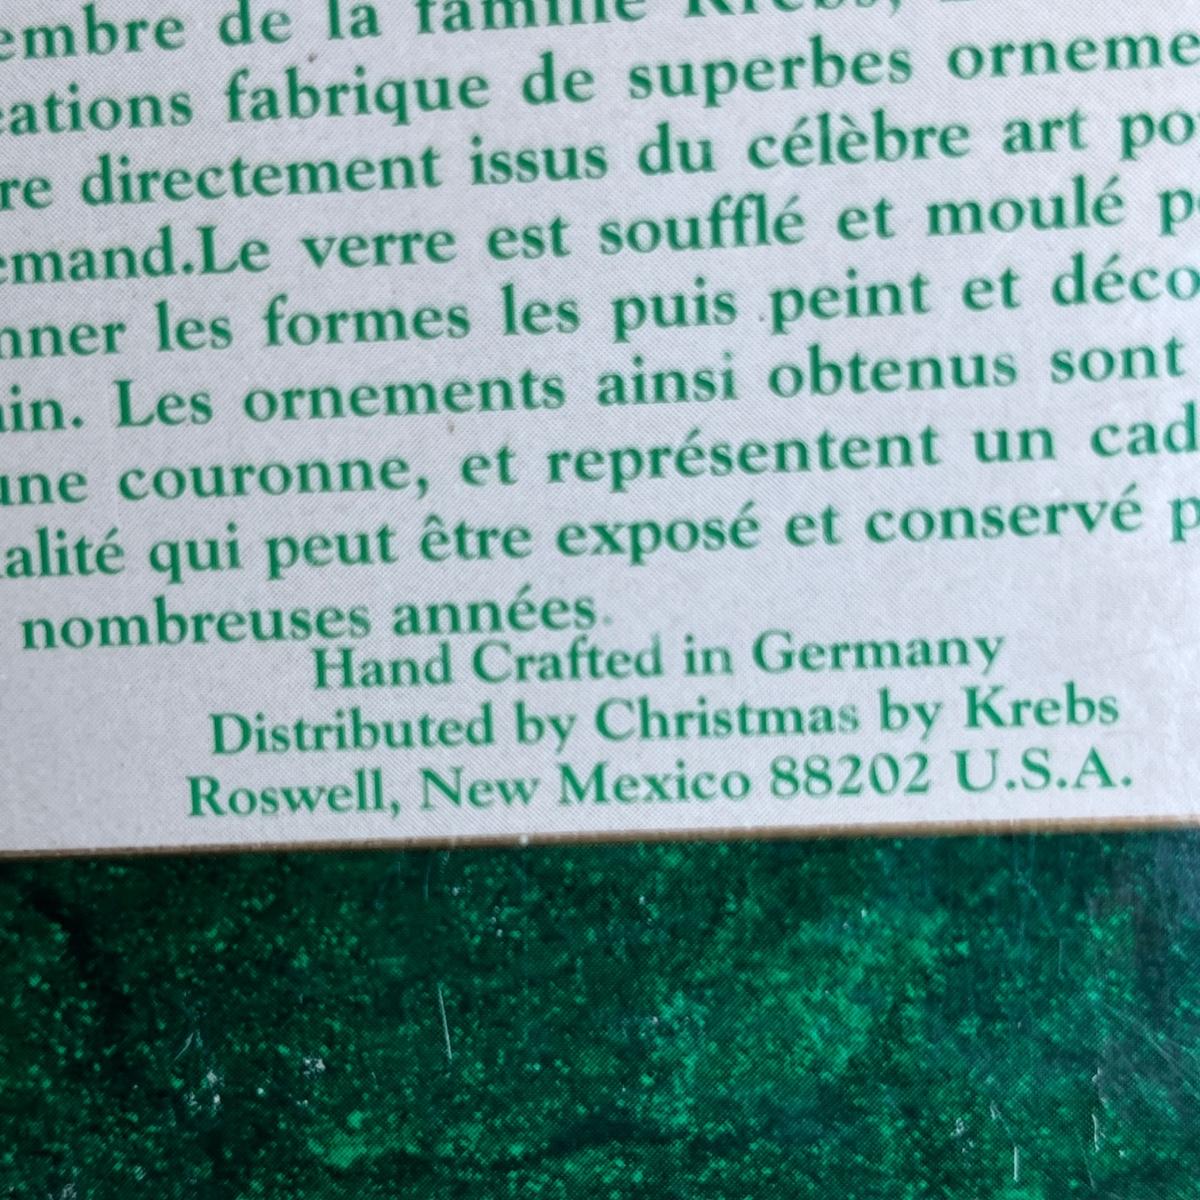 embre de la famille Krebs,
ations fabrique de superbes orneme
re directement issus du célèbre art po
emand.Le verre est soufflé et moulé p
nner les formes les puis peint et déco
in. Les ornements ainsi obtenus sont
une couronne, et représentent un cad
alité qui peut être exposé et conservé p
nombreuses années.
Hand Crafted in Germany
Distributed by Christmas by Krebs
Roswell, New Mexico 88202 U.S.A.